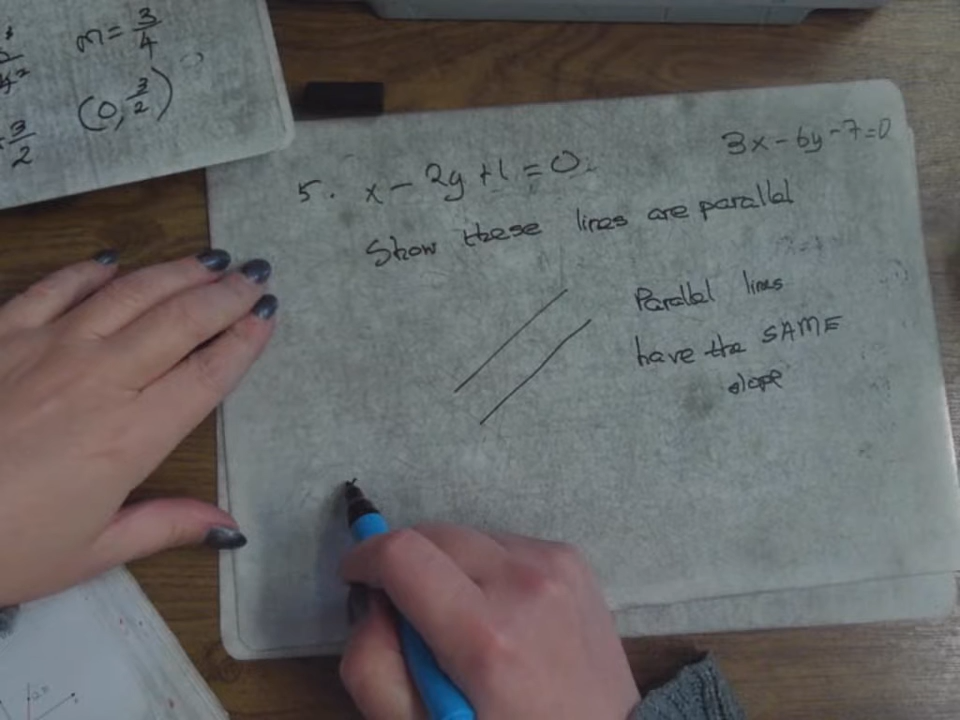 m = 3/4
(0, 3/2)
3/2
5. x - 2y + 1 = 0. 3x - 6y - 7 = 0
Show these lines are parallel
Parallel lines
have the SAME
slope